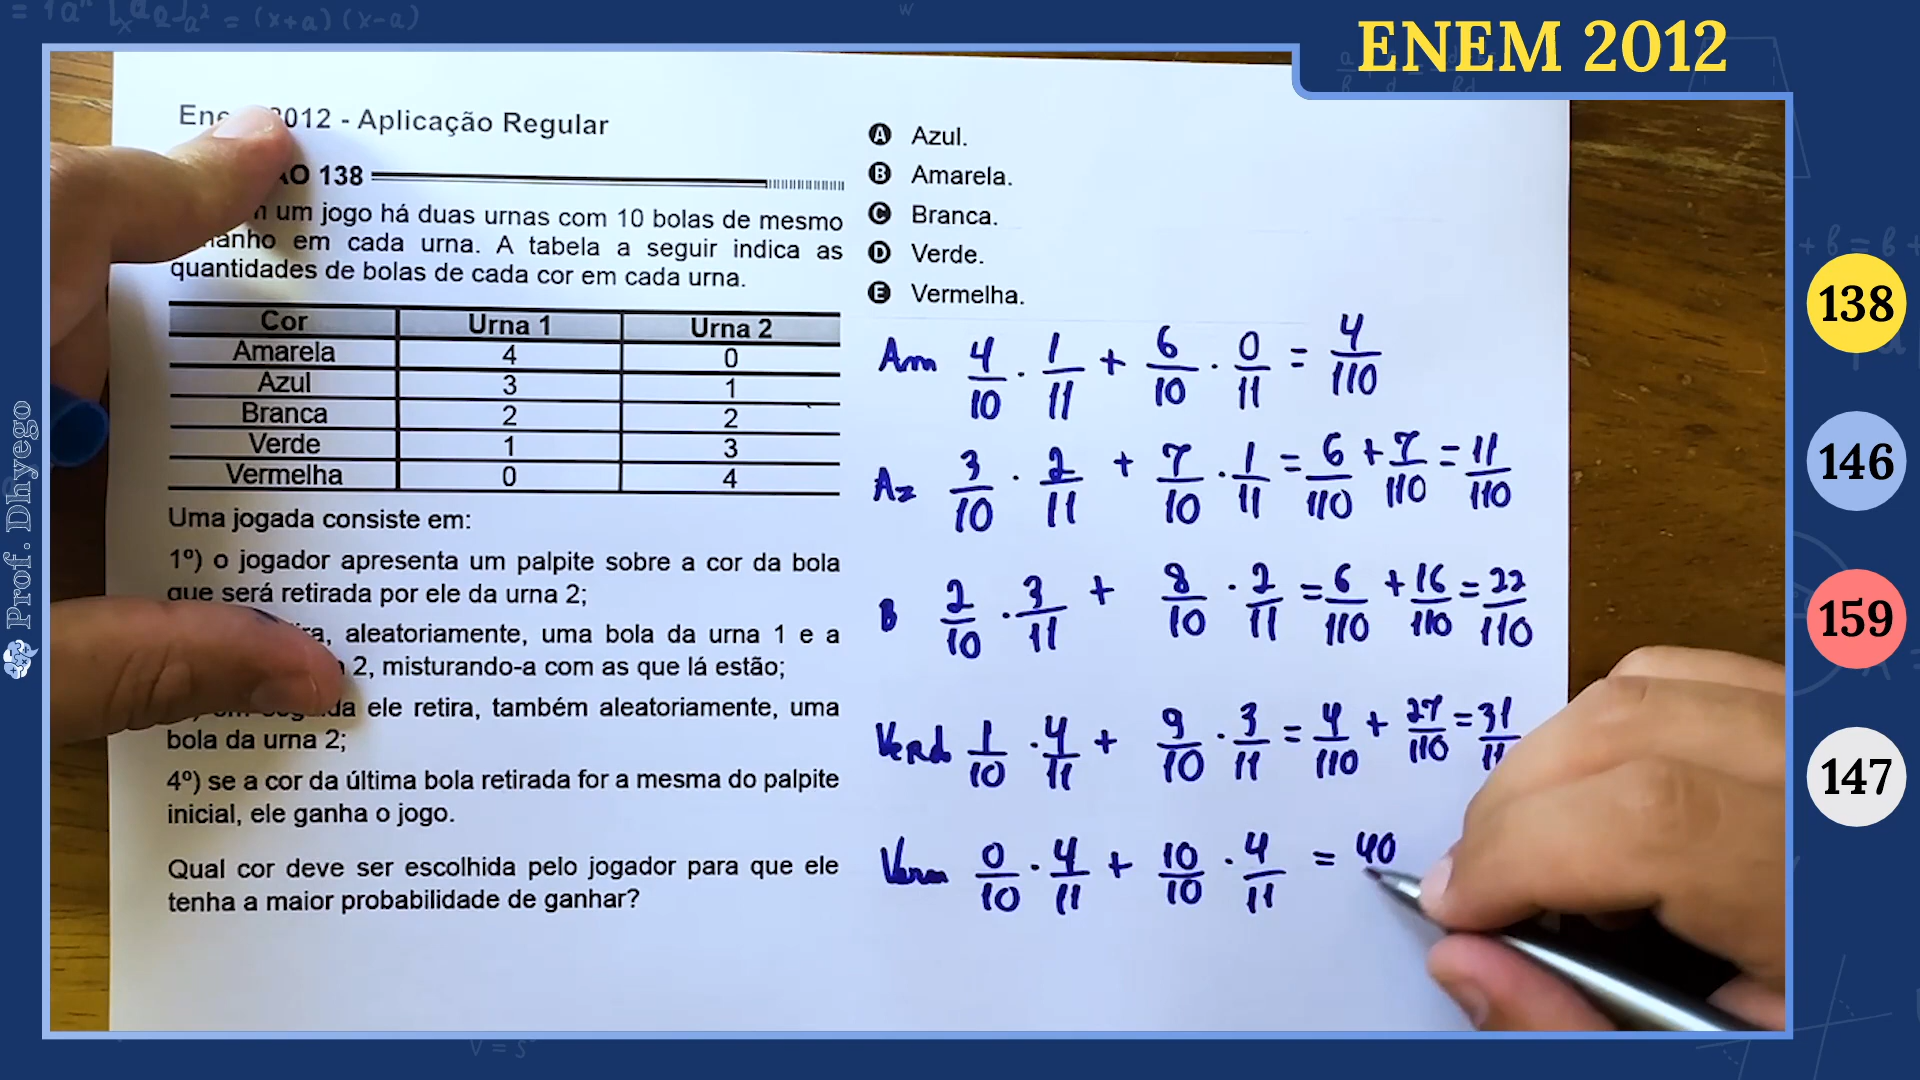 ENEM 2012
Enem 2012 - Aplicação Regular
ÃO 138
um jogo há duas urnas com 10 bolas de mesmo
em cada urna. A tabela a seguir indica as
quantidades de bolas de cada cor em cada urna.
Cor Urna 1 Urna 2
Amarela 4 0
Azul 3 1
Branca 2 2
Verde 1 3
Vermelha 0 4
Uma jogada consiste em:
1º) o jogador apresenta um palpite sobre a cor da bola
que será retirada por ele da urna 2;
aleatoriamente, uma bola da urna 1 e a
2, misturando-a com as que lá estão;
ele retira, também aleatoriamente, uma
bola da urna 2;
4º) se a cor da última bola retirada for a mesma do palpite
inicial, ele ganha o jogo.
Qual cor deve ser escolhida pelo jogador para que ele
tenha a maior probabilidade de ganhar?
A Azul.
B Amarela.
C Branca.
D Verde.
E Vermelha.
Am 4/10 · 1/11 + 6/10 · 0/11 = 4/110
Az 3/10 · 2/11 + 7/10 · 1/11 = 6/110 + 7/110 = 11/110
B 2/10 · 3/11 + 8/10 · 2/11 = 6/110 + 16/110 = 22/110
Verd 1/10 · 4/11 + 9/10 · 3/11 = 4/110 + 27/110 = 31/11
Verm 0/10 · 4/11 + 10/10 · 4/11 = 40
138
146
159
147
Prof. Dhyego